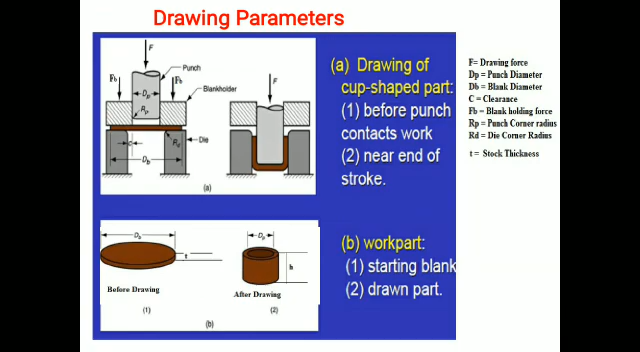 Drawing Parameters
F
Fb
Fb
Punch
Blankholder
Dp
Rp
F
c
Rd
Die
Db
(a)
(a) Drawing of
cup-shaped part:
(1) before punch
contacts work
(2) near end of
stroke.
F= Drawing force
Dp = Punch Diameter
Db = Blank Diameter
C = Clearance
Fb = Blank holding force
Rp = Punch Corner radius
Rd = Die Corner Radius
t = Stock Thickness
Db
t
Before Drawing
(1)
Dp
h
After Drawing
(2)
(b)
(b) workpart:
(1) starting blank
(2) drawn part.